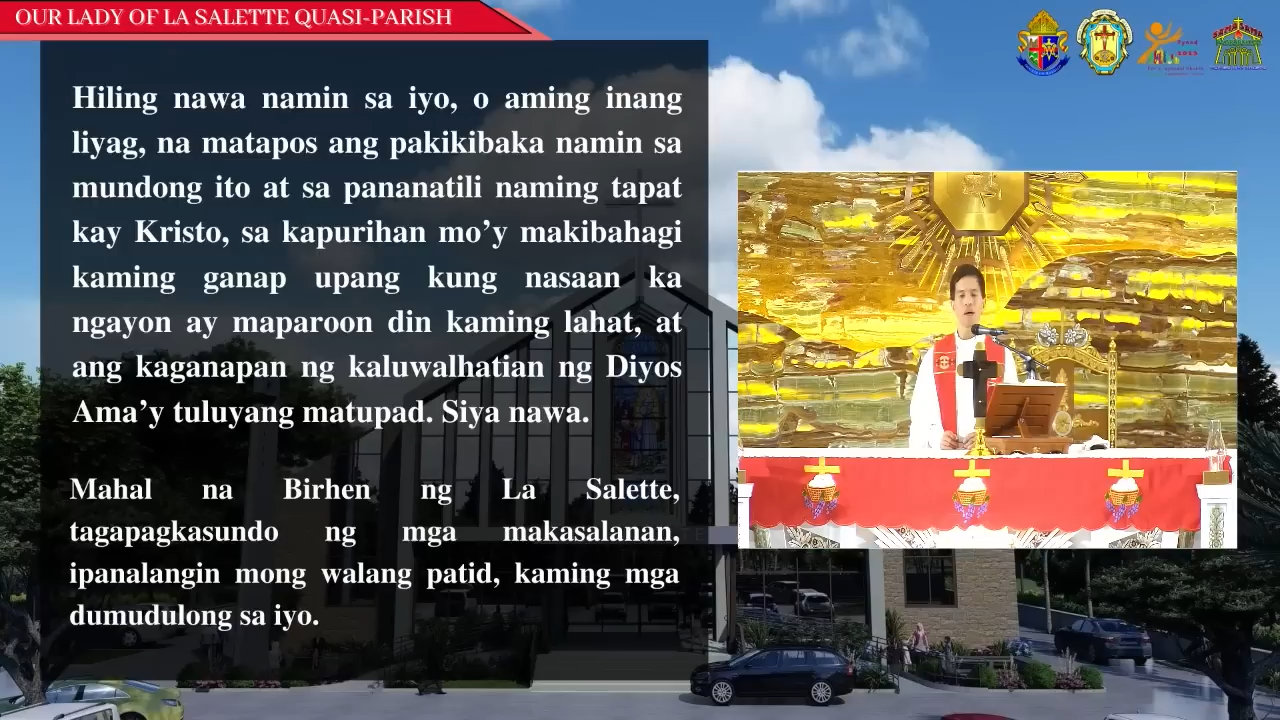 OUR LADY OF LA SALETTE QUASI-PARISH
Hiling nawa namin sa iyo, o aming inang
liyag, na matapos ang pakikibaka namin sa
mundong ito at sa pananatili naming tapat
kay Kristo, sa kapurihan mo’y makibahagi
kaming ganap upang kung nasaan ka
ngayon ay maparoon din kaming lahat, at
ang kaganapan ng kaluwalhatian ng Diyos
Ama’y tuluyang matupad. Siya nawa.
Mahal na Birhen ng La Salette,
tagapagkasundo ng mga makasalanan,
ipanalangin mong walang patid, kaming mga
dumudulong sa iyo.